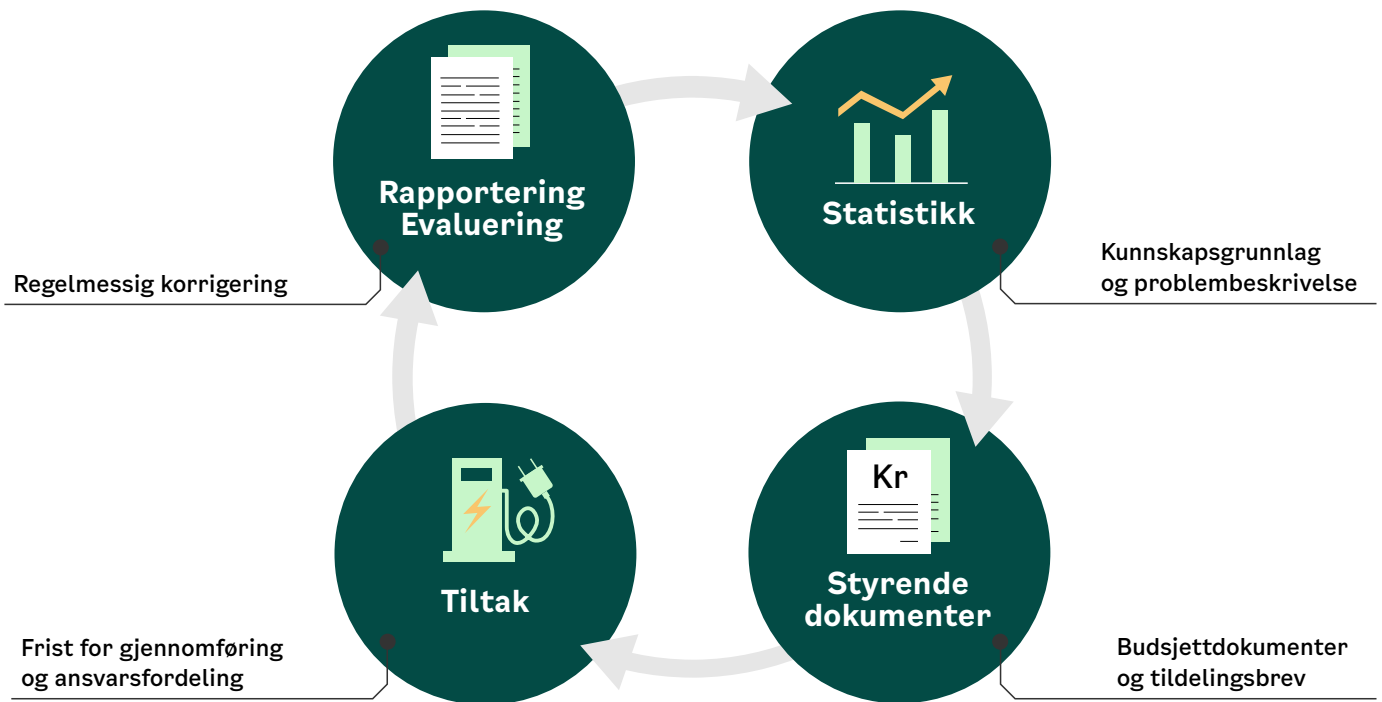 Rapportering
Evaluering
Regelmessig korrigering
Statistikk
Kunnskapsgrunnlag
og problembeskrivelse
Kr
Styrende
dokumenter
Budsjettdokumenter
og tildelingsbrev
Tiltak
Frist for gjennomføring
og ansvarsfordeling